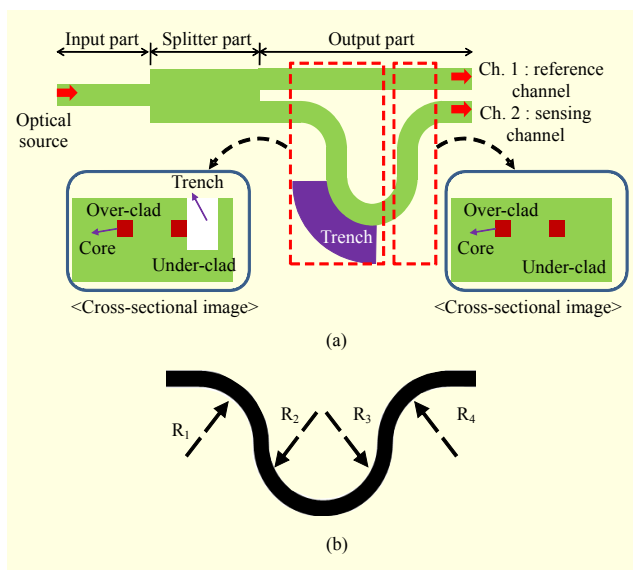 Input part
Splitter part
Output part
Ch. 1 : reference
channel
Ch. 2 : sensing
channel
Optical
source
Trench
Over-clad
Core
Under-clad
<Cross-sectional image>
Trench
Over-clad
Core
Under-clad
<Cross-sectional image>
(a)
R1
R2
R3
R4
(b)